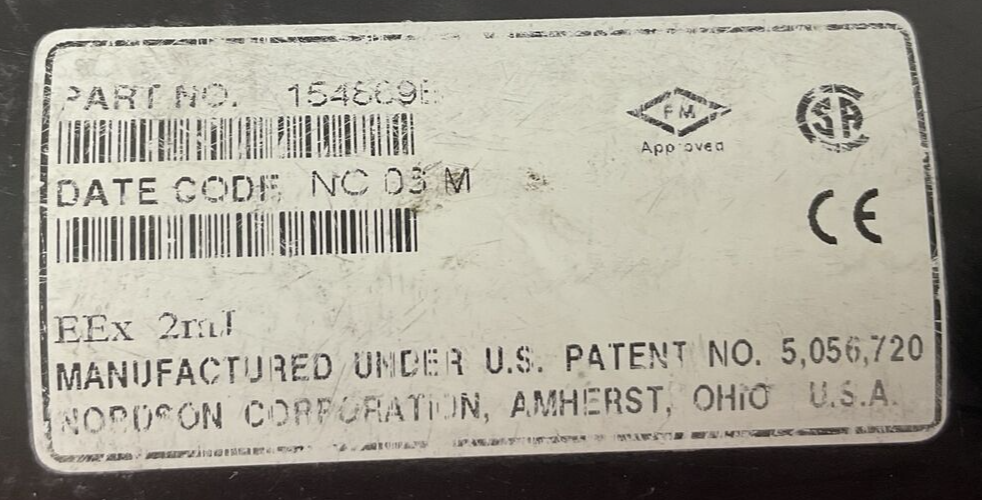 PART NO.
DATE CODE NC 03 M
FM
Approved
CSA
CE
EEx 2mJ
MANUFACTURED UNDER U.S. PATENT NO. 5,056,720
NORDSON CORPORATION, AMHERST, OHIO U.S.A.